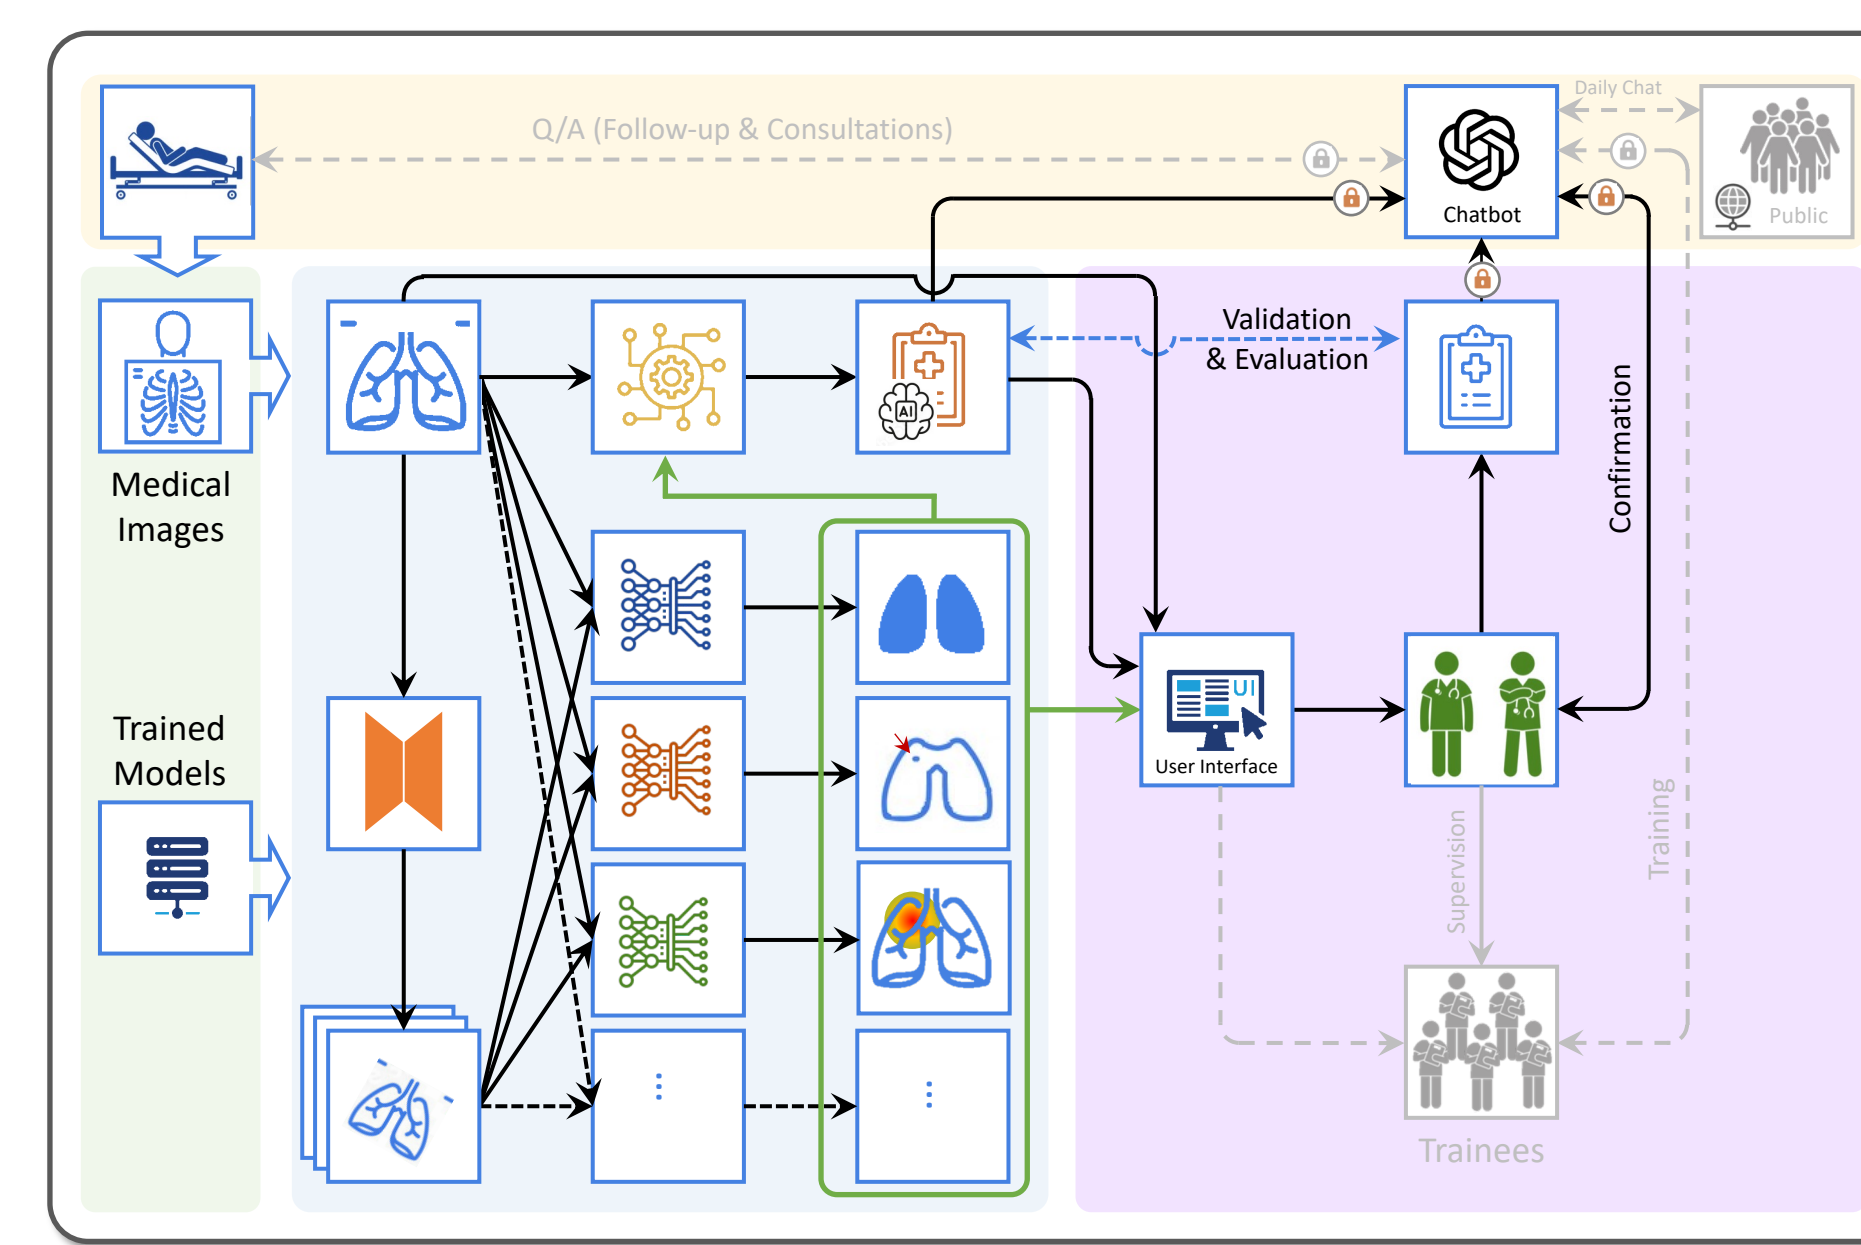 Daily Chat
Q/A (Follow-up & Consultations)
Chatbot
Public
Validation
& Evaluation
AI
Confirmation
Medical
Images
Trained
Models
UI
User Interface
Supervision
Training
Trainees